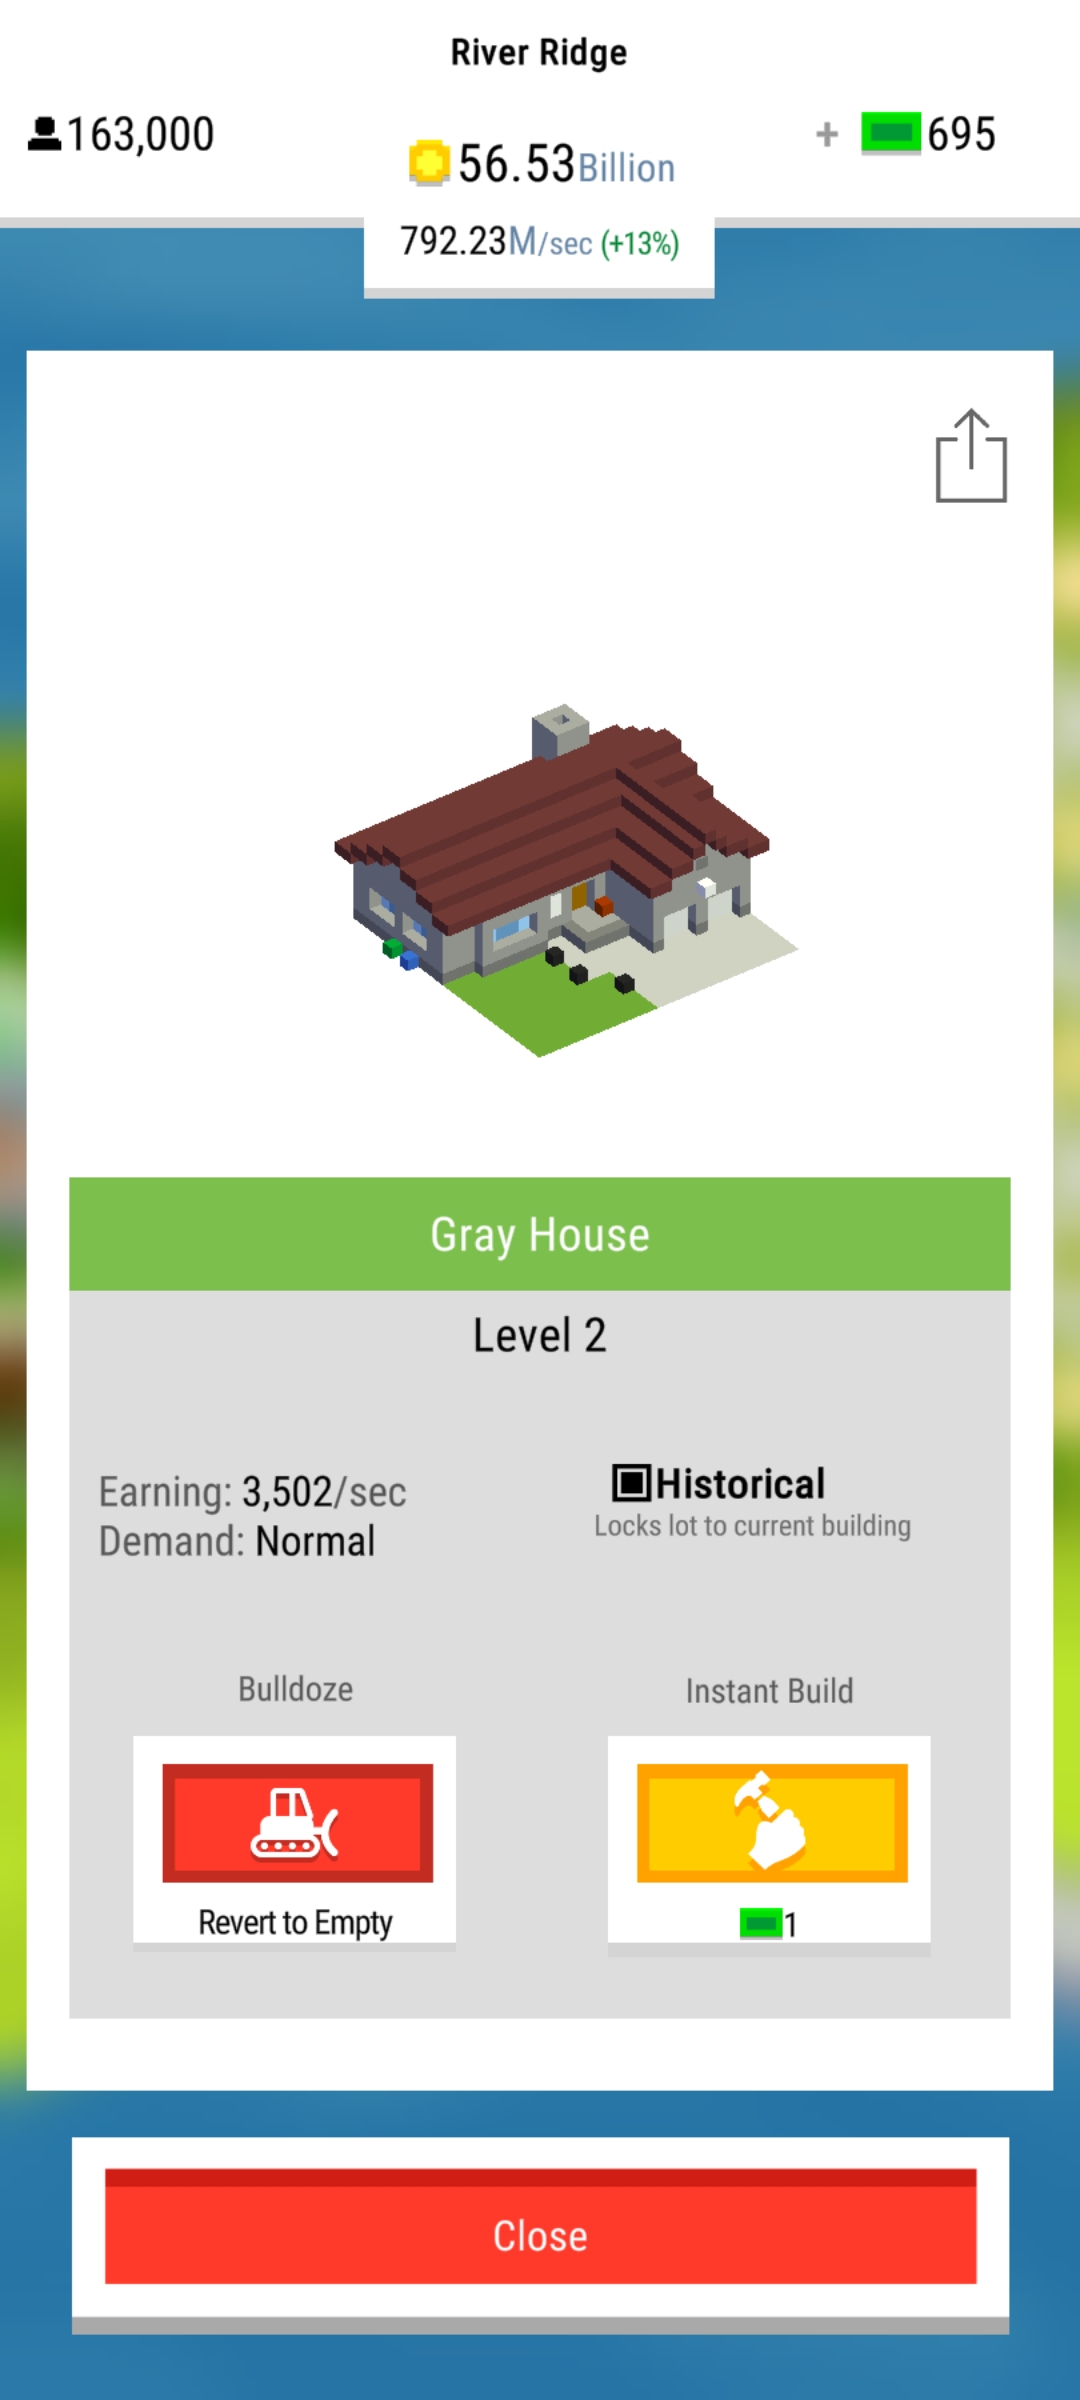 River Ridge
163,000
56.53Billion
+ 695
792.23M/sec (+13%)
Gray House
Level 2
Earning: 3,502/sec
Demand: Normal
Historical
Locks lot to current building
Bulldoze
Instant Build
Revert to Empty
1
Close